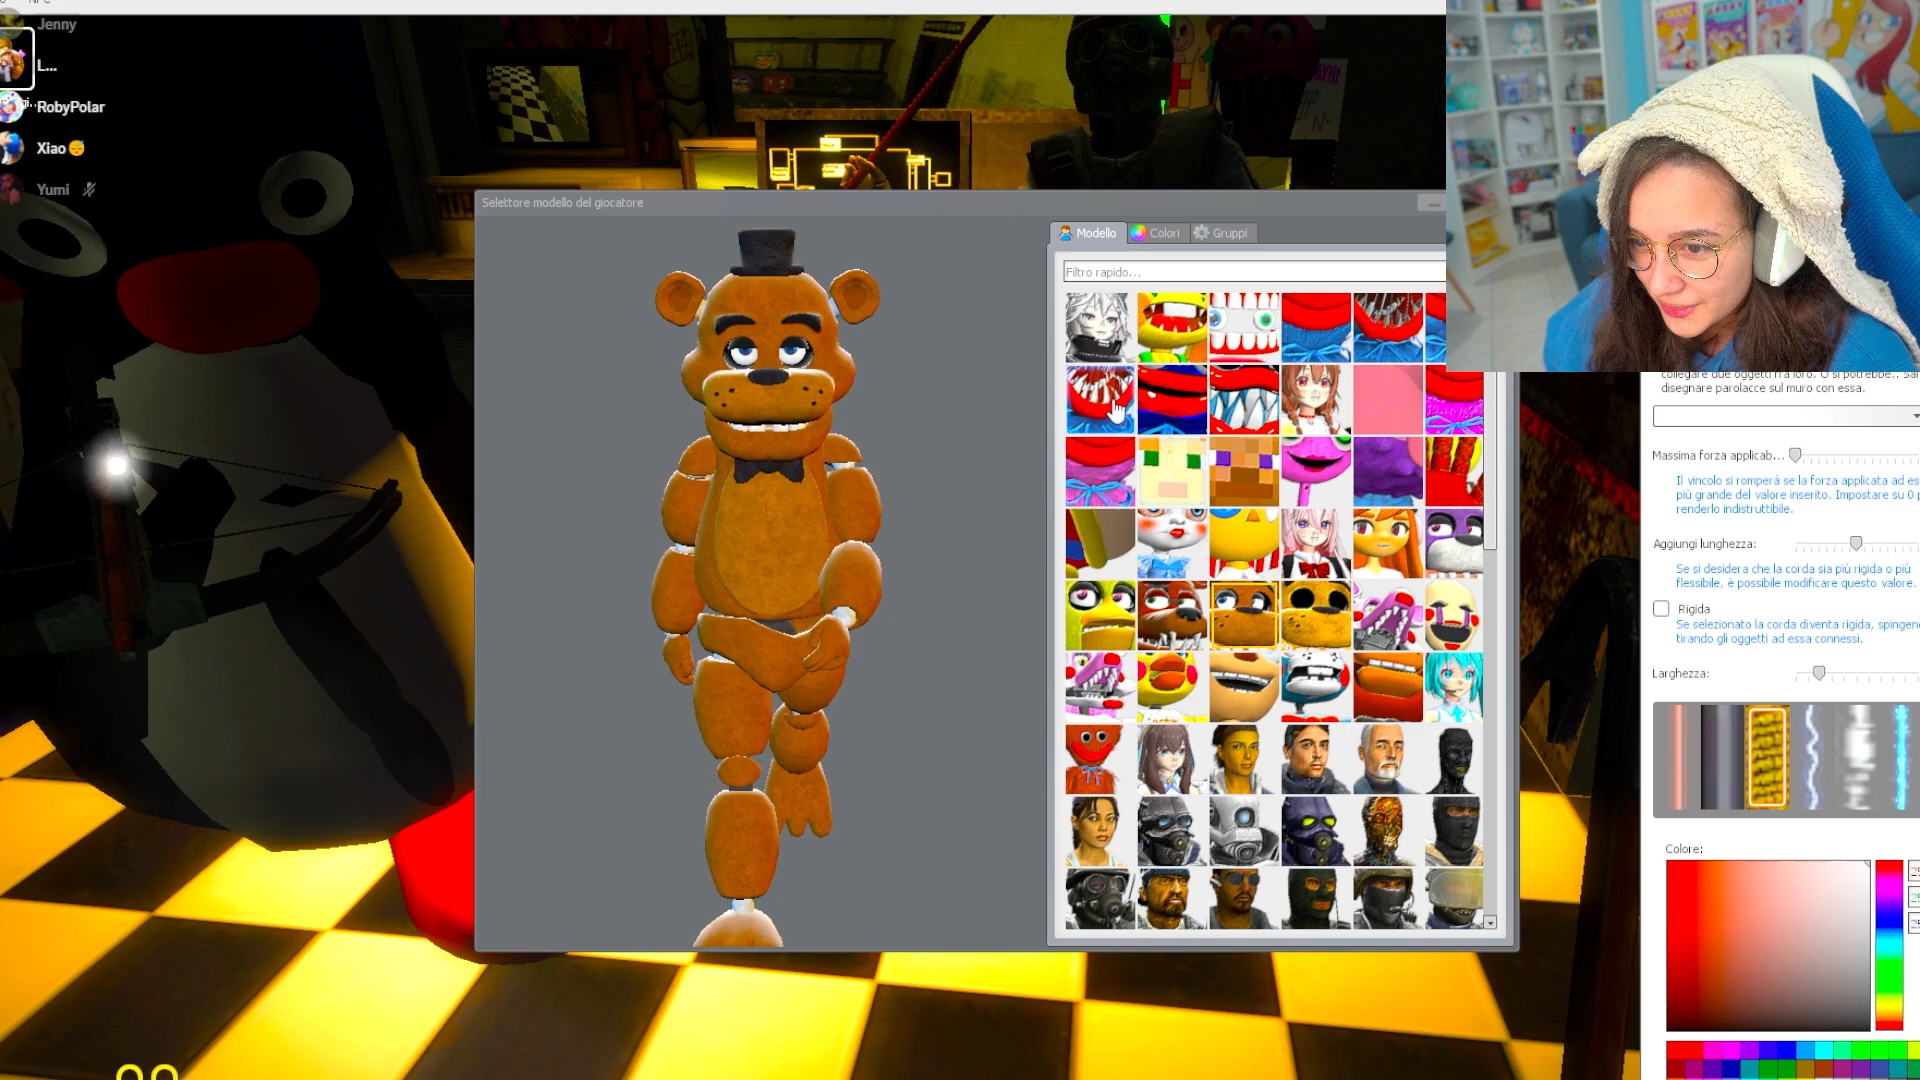 Jenny
L...
RobyPolar
Xiao😴
Yumi
Selettore modello del giocatore
Modello
Colori
Gruppi
Filtro rapido...
disegnare parolacce sul muro con essa.
Massima forza applicab...
Il vincolo si romperà se la forza applicata ad es
più grande del valore inserito. Impostare su 0 p
renderlo indistruttibile.
Aggiungi lunghezza:
Se si desidera che la corda sia più rigida o più
flessibile, è possibile modificare questo valore.
Rigida
Se selezionato la corda diventa rigida, spingend
tirando gli oggetti ad essa connessi.
Larghezza:
Colore: